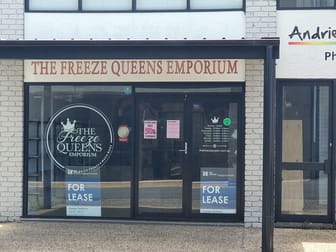 THE FREEZE QUEENS EMPORIUM
Andrie
Ph
THE
Freeze
QUEENS
EMPORIUM
FOR
LEASE
FOR
LEASE